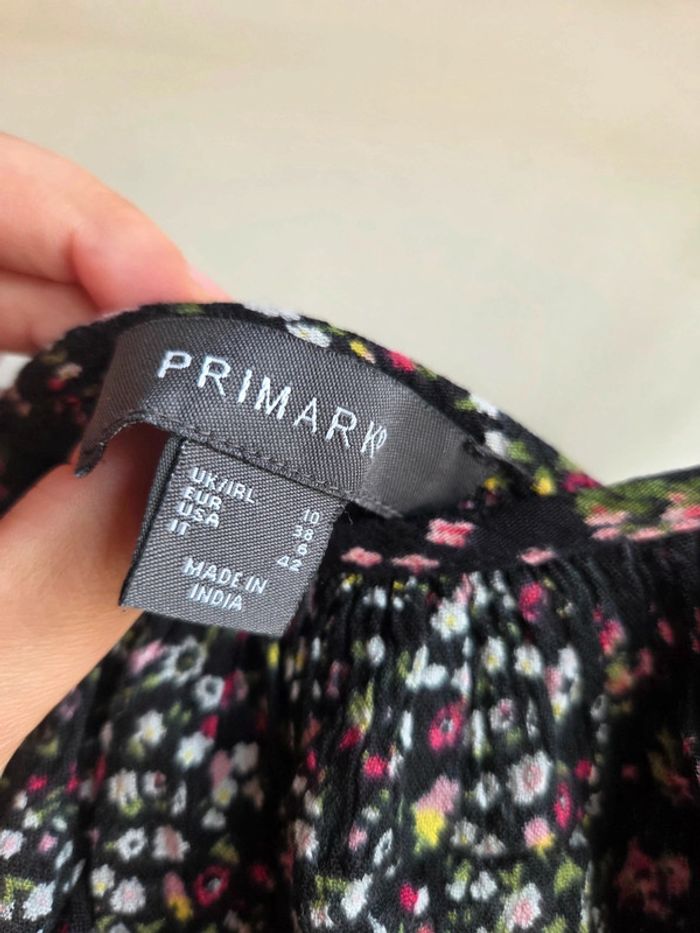 PRIMARK®
UK/IRL 10
EUR 38
USA 6
IT 42
MADE IN
INDIA